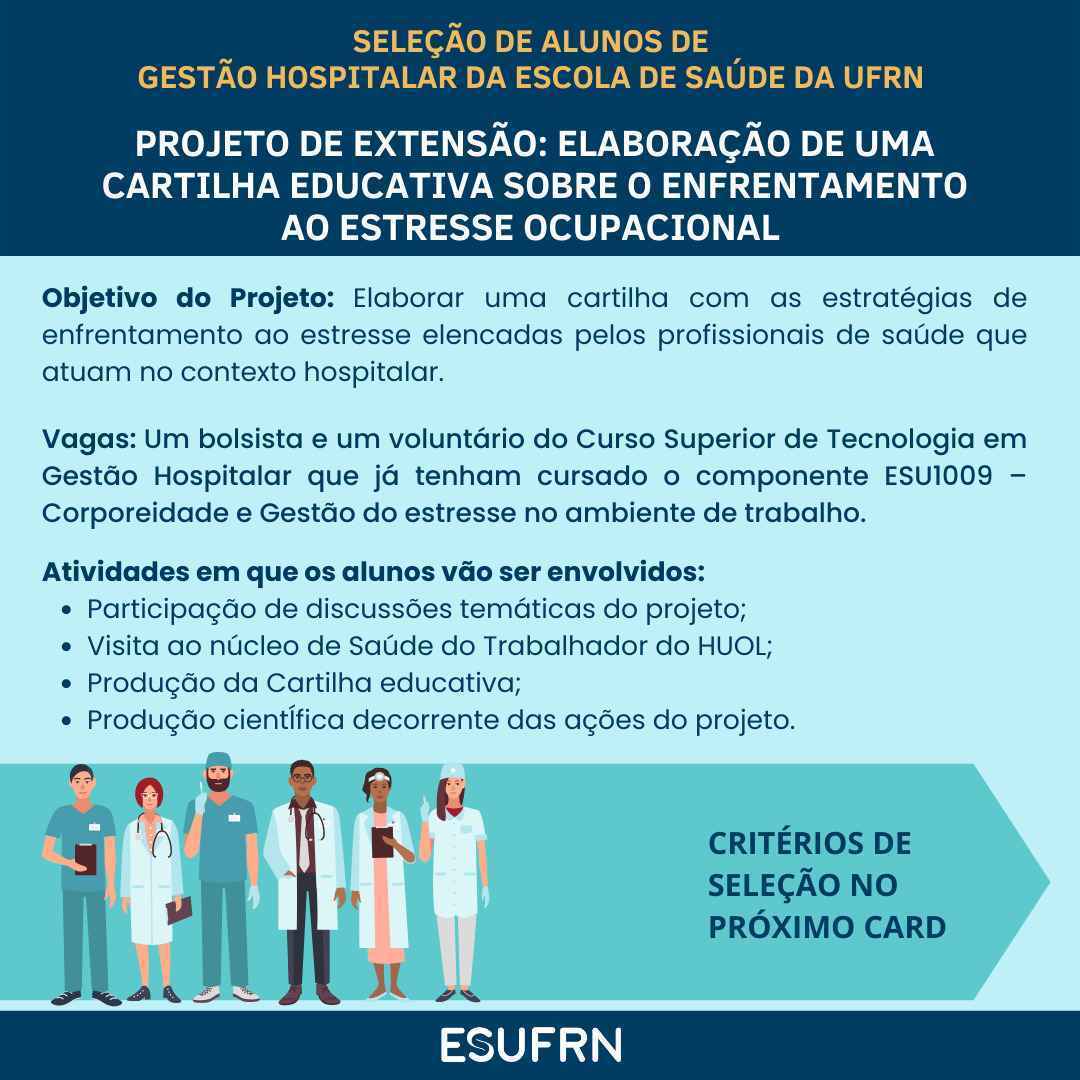 SELEÇÃO DE ALUNOS DE
GESTÃO HOSPITALAR DA ESCOLA DE SAÚDE DA UFRN
PROJETO DE EXTENSÃO: ELABORAÇÃO DE UMA
CARTILHA EDUCATIVA SOBRE O ENFRENTAMENTO
AO ESTRESSE OCUPACIONAL
Objetivo do Projeto: Elaborar uma cartilha com as estratégias de
enfrentamento ao estresse elencadas pelos profissionais de saúde que
atuam no contexto hospitalar.
Vagas: Um bolsista e um voluntário do Curso Superior de Tecnologia em
Gestão Hospitalar que já tenham cursado o componente ESU1009 –
Corporeidade e Gestão do estresse no ambiente de trabalho.
Atividades em que os alunos vão ser envolvidos:
• Participação de discussões temáticas do projeto;
• Visita ao núcleo de Saúde do Trabalhador do HUOL;
• Produção da Cartilha educativa;
• Produção cientÍfica decorrente das ações do projeto.
CRITÉRIOS DE
SELEÇÃO NO
PRÓXIMO CARD
ESUFRN